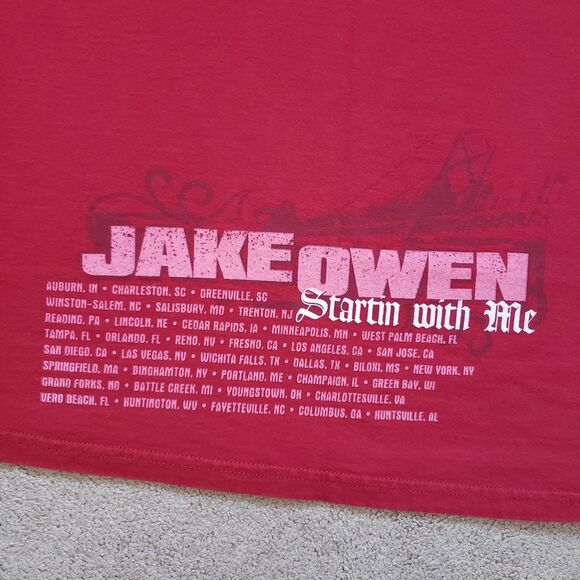 JAKE OWEN
Startin with Me
AUBURN, IN • CHARLESTON, SC • GREENVILLE, SC
WINSTON-SALEM, NC • SALISBURY, MD • TRENTON, NJ
READING, PA • LINCOLN, NE • CEDAR RAPIDS, IA • MINNEAPOLIS, MN • WEST PALM BEACH, FL
TAMPA, FL • ORLANDO, FL • RENO, NV • FRESNO, CA • LOS ANGELES, CA • SAN JOSE, CA
SAN DIEGO, CA • LAS VEGAS, NV • WICHITA FALLS, TX • DALLAS, TX • BILOXI, MS • NEW YORK, NY
SPRINGFIELD, MA • BINGHAMTON, NY • PORTLAND, ME • CHAMPAIGN, IL • GREEN BAY, WI
GRAND FORKS, ND • BATTLE CREEK, MI • YOUNGSTOWN, OH • CHARLOTTESVILLE, VA
VERO BEACH, FL • HUNTINGTON, WV • FAYETTEVILLE, NC • COLUMBUS, GA • HUNTSVILLE, AL